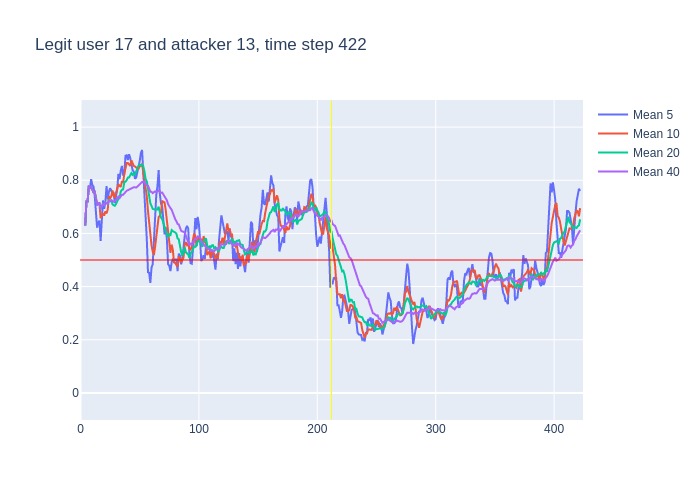 Legit user 17 and attacker 13, time step 422
Mean 5
Mean 10
Mean 20
Mean 40
1
0.8
0.6
0.4
0.2
0
0 100 200 300 400